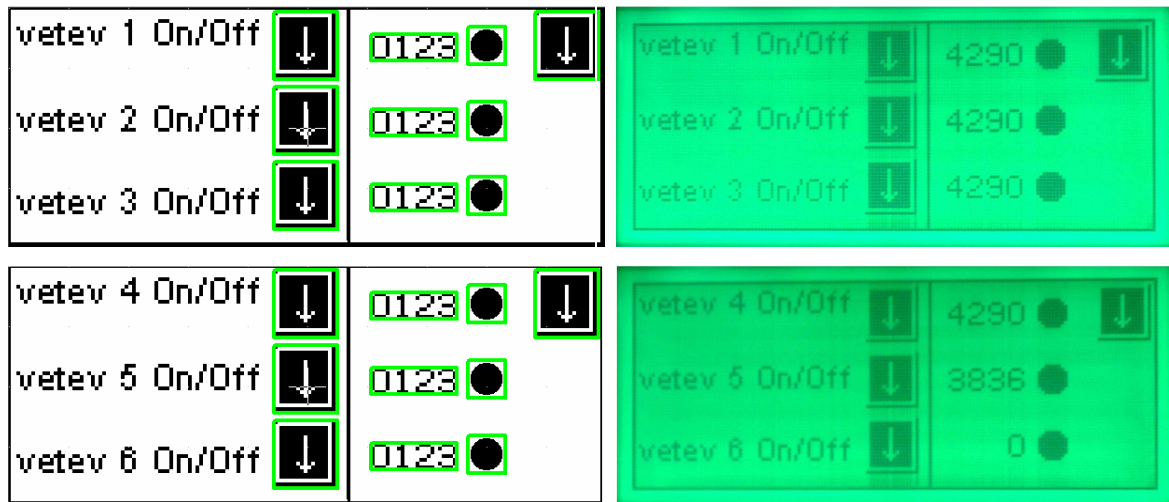 vetev 1 On/Off 0123
vetev 2 On/Off 0123
vetev 3 On/Off 0123
vetev 1 On/Off 4290
vetev 2 On/Off 4290
vetev 3 On/Off 4290
vetev 4 On/Off 0123
vetev 5 On/Off 0123
vetev 6 On/Off 0123
vetev 4 On/Off 4290
vetev 5 On/Off 3836
vetev 6 On/Off 0